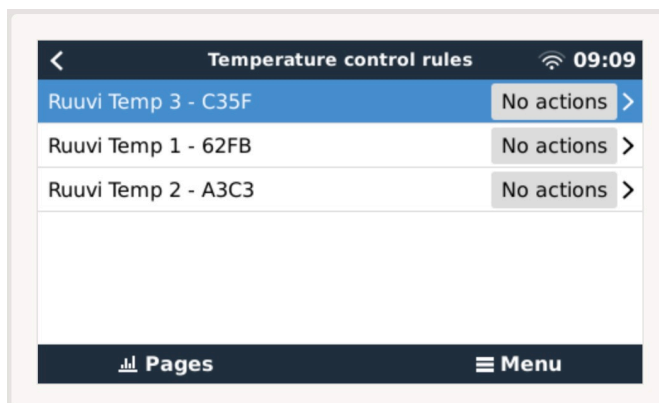 Temperature control rules 09:09
Ruuvi Temp 3 - C35F No actions
Ruuvi Temp 1 - 62FB No actions
Ruuvi Temp 2 - A3C3 No actions
Pages Menu